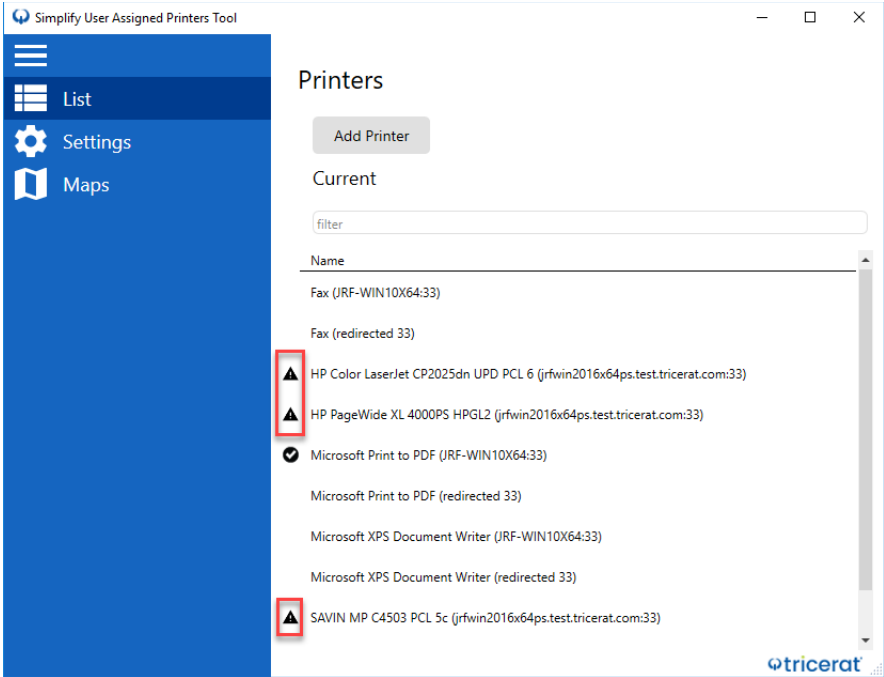 Simplify User Assigned Printers Tool
List
Settings
Maps
Printers
Add Printer
Current
filter
Name
Fax (JRF-WIN10X64:33)
Fax (redirected 33)
HP Color LaserJet CP2025dn UPD PCL 6 (jrfwin2016x64ps.test.tricerat.com:33)
HP PageWide XL 4000PS HPGL2 (jrfwin2016x64ps.test.tricerat.com:33)
Microsoft Print to PDF (JRF-WIN10X64:33)
Microsoft Print to PDF (redirected 33)
Microsoft XPS Document Writer (JRF-WIN10X64:33)
Microsoft XPS Document Writer (redirected 33)
SAVIN MP C4503 PCL 5c (jrfwin2016x64ps.test.tricerat.com:33)
tricerat